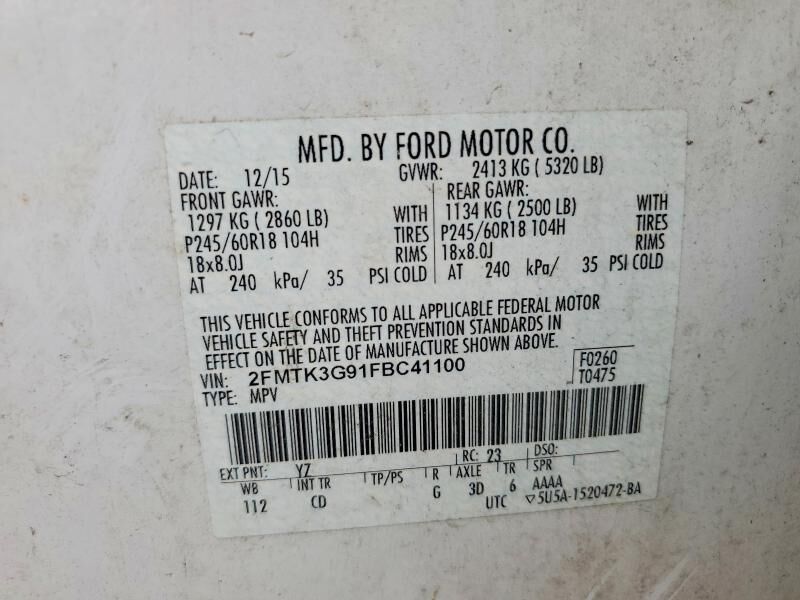 MFD. BY FORD MOTOR CO.
DATE: 12/15 GVWR: 2413 KG ( 5320 LB)
FRONT GAWR: REAR GAWR:
1297 KG ( 2860 LB) WITH 1134 KG ( 2500 LB) WITH
P245/60R18 104H TIRES P245/60R18 104H TIRES
18x8.0J RIMS 18x8.0J RIMS
AT 240 kPa/ 35 PSI COLD AT 240 kPa/ 35 PSI COLD
THIS VEHICLE CONFORMS TO ALL APPLICABLE FEDERAL MOTOR
VEHICLE SAFETY AND THEFT PREVENTION STANDARDS IN
EFFECT ON THE DATE OF MANUFACTURE SHOWN ABOVE.
VIN: 2FMTK3G91FBC41100 F0260
TYPE: MPV T0475
EXT PNT: YZ RC: 23 DSO:
WB INT TR TP/PS R AXLE TR SPR
112 CD G 3D 6 AAAA
UTC ▽5U5A-1520472-BA